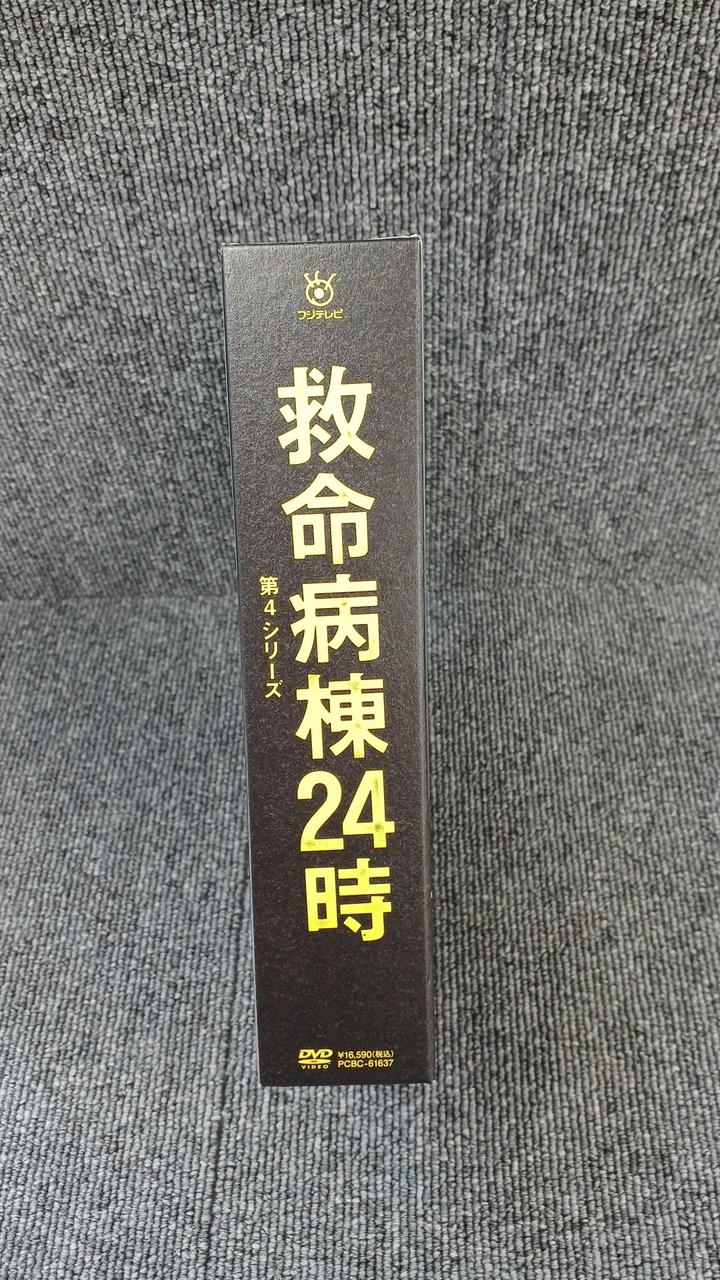 フジテレビ
救命病棟24時
第4シリーズ
DVD
VIDEO
¥16,590(税込)
PCBC-61637